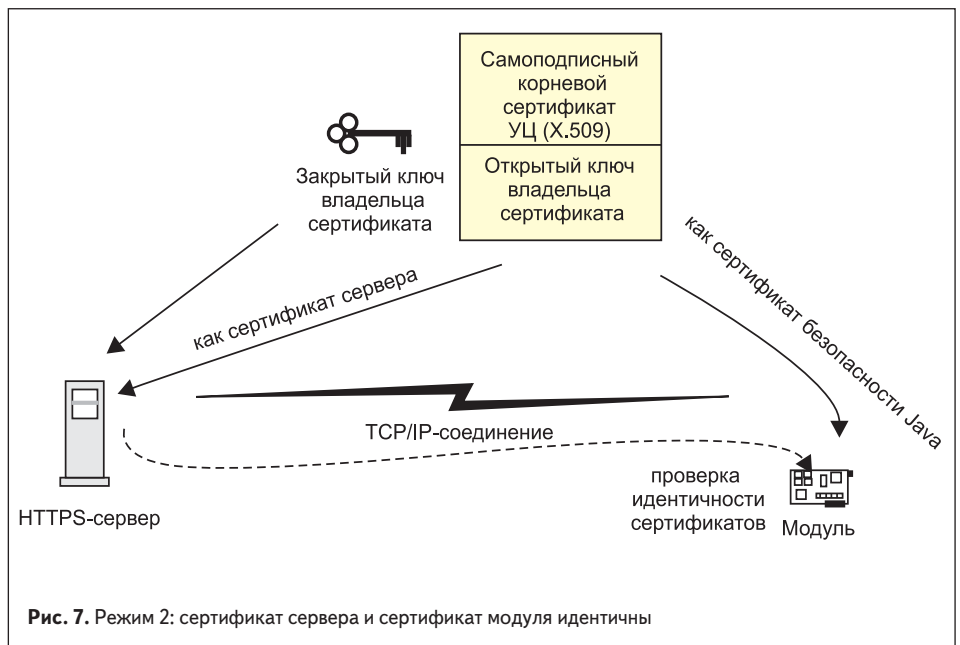 Самоподписный
корневой
сертификат
УЦ (X.509)
Открытый ключ
владельца
сертификата
Закрытый ключ
владельца
сертификата
как сертификат сервера
как сертификат безопасности Java
TCP/IP-соединение
HTTPS-сервер
проверка
идентичности
сертификатов
Модуль
Рис. 7. Режим 2: сертификат сервера и сертификат модуля идентичны